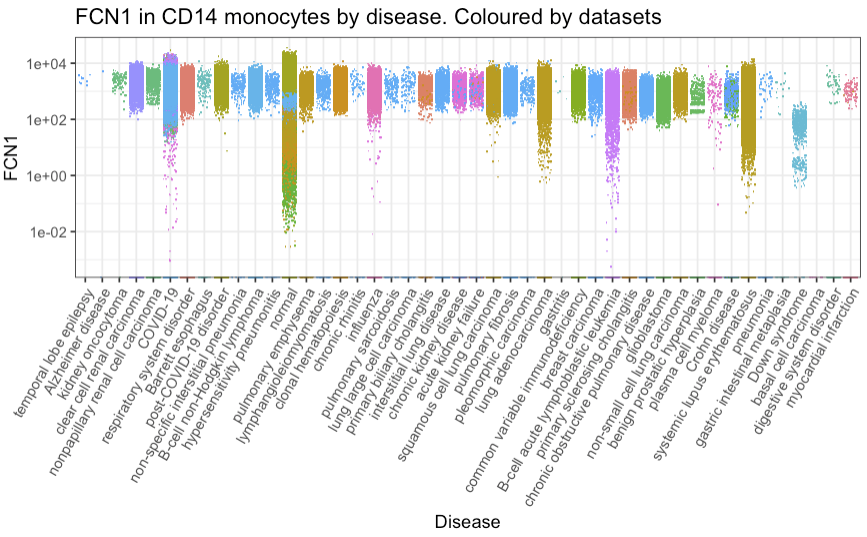 FCN1 in CD14 monocytes by disease. Coloured by datasets
FCN1
1e+04
1e+02
1e+00
1e-02
temporal lobe epilepsy
Alzheimer disease
kidney oncocytoma
clear cell renal carcinoma
nonpapillary renal cell carcinoma
COVID-19
respiratory system disorder
Barrett esophagus
post-COVID-19 disorder
non-specific interstitial pneumonia
B-cell non-Hodgkin lymphoma
hypersensitivity pneumonitis
normal
pulmonary emphysema
lymphangioleiomyomatosis
clonal hematopoiesis
chronic rhinitis
influenza
pulmonary sarcoidosis
lung large cell carcinoma
primary biliary cholangitis
interstitial lung disease
chronic kidney disease
acute kidney failure
squamous cell lung carcinoma
pulmonary fibrosis
pleomorphic carcinoma
lung adenocarcinoma
gastritis
common variable immunodeficiency
breast carcinoma
B-cell acute lymphoblastic leukemia
primary sclerosing cholangitis
chronic obstructive pulmonary disease
glioblastoma
non-small cell lung carcinoma
benign prostatic hyperplasia
plasma cell myeloma
Crohn disease
systemic lupus erythematosus
pneumonia
gastric intestinal metaplasia
Down syndrome
basal cell carcinoma
digestive system disorder
myocardial infarction
Disease